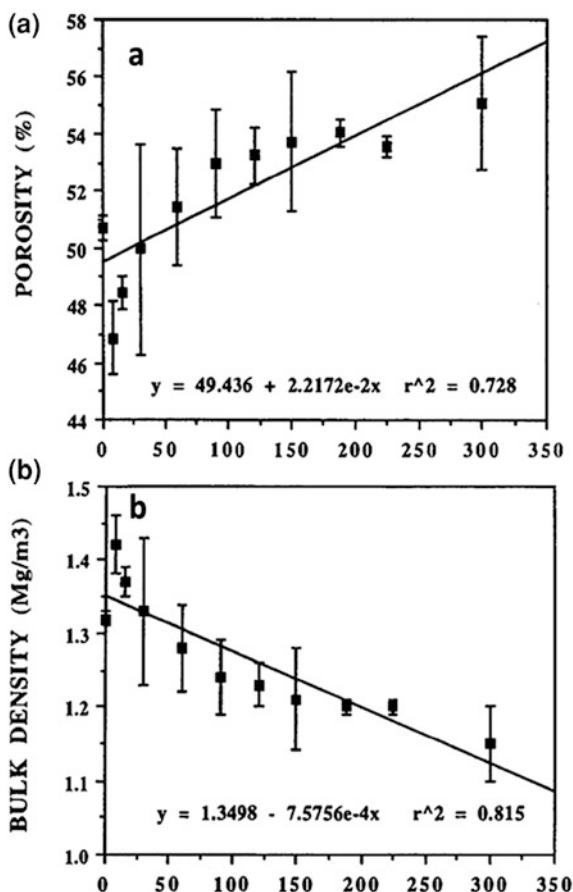 (a)
a
58
56
54
52
50
48
46
44
POROSITY (%)
y = 49.436 + 2.2172e-2x r^2 = 0.728
0 50 100 150 200 250 300 350
(b)
b
1.5
1.4
1.3
1.2
1.1
1.0
BULK DENSITY (Mg/m3)
y = 1.3498 - 7.5756e-4x r^2 = 0.815
0 50 100 150 200 250 300 350